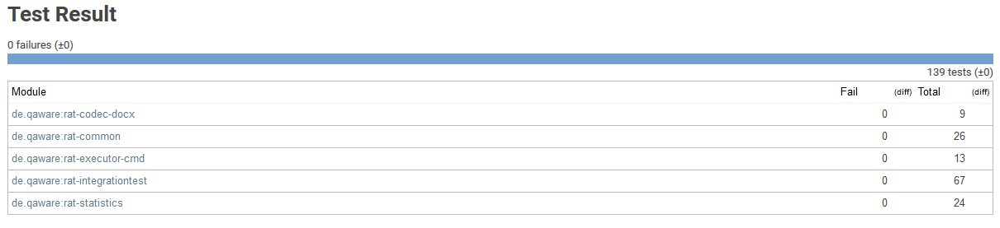 Test Result
0 failures (±0)
139 tests (±0)
Module Fail (diff) Total (diff)
de.qaware:rat-codec-docx 0 9
de.qaware:rat-common 0 26
de.qaware:rat-executor-cmd 0 13
de.qaware:rat-integrationtest 0 67
de.qaware:rat-statistics 0 24